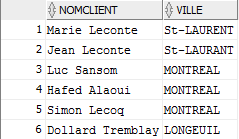 NOMCLIENT VILLE
1 Marie Leconte St-LAURENT
2 Jean Leconte St-LAURANT
3 Luc Sansom MONTREAL
4 Hafed Alaoui MONTREAL
5 Simon Lecoq MONTREAL
6 Dollard Tremblay LONGEUIL